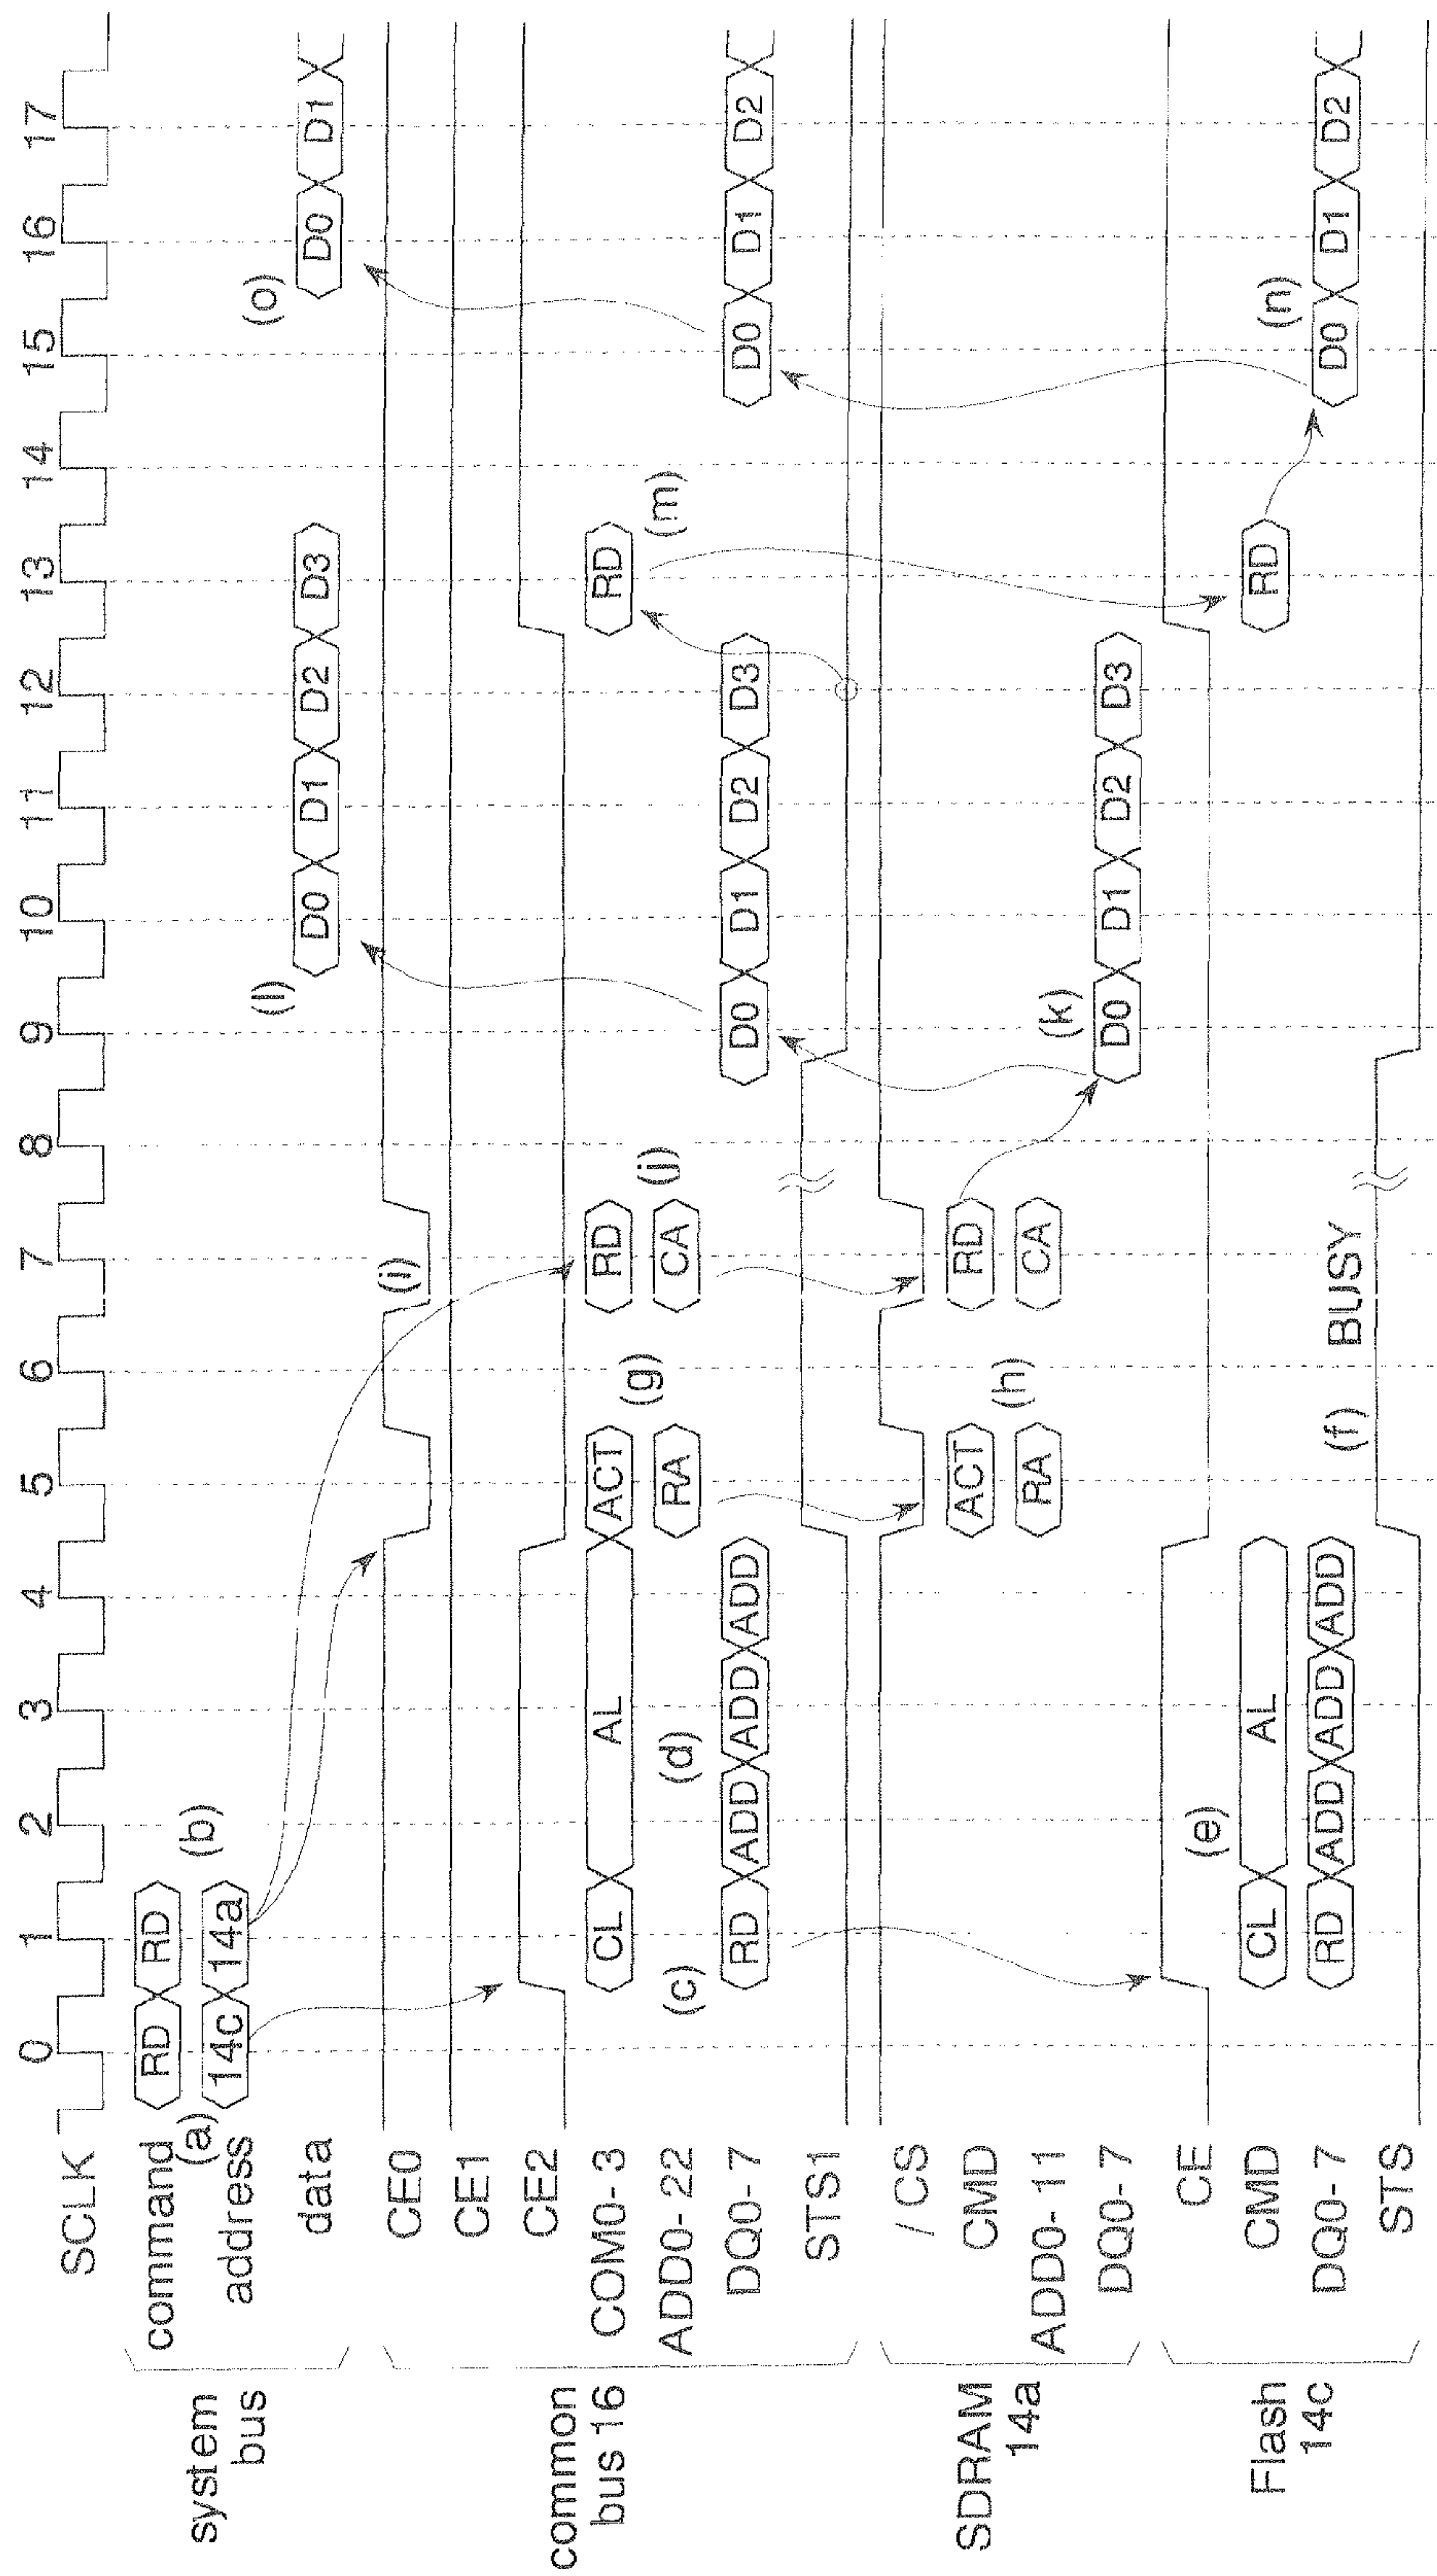 SCLK 0 1 2 3 4 5 6 7 8 9 10 11 12 13 14 15 16 17
system bus
command RD RD
(a) (b)
address 14c 14a
(l) (o)
data D0 D1 D2 D3 D0 D1
common bus 16
CE0 (i)
CE1
CE2
COM0-3 CL AL ACT RD RD
(c) (d) (g) (j) (m)
ADD0-22 RA CA
DQ0-7 RD ADD ADD ADD D0 D1 D2 D3 D0 D1 D2
STS1
SDRAM 14a
/CS
CMD ACT RD
(h) (k)
ADD0-11 RA CA
DQ0-7 D0 D1 D2 D3
Flash 14c
CE
(e)
CMD CL AL RD
(n)
DQ0-7 RD ADD ADD ADD D0 D1 D2
(f) BUSY
STS